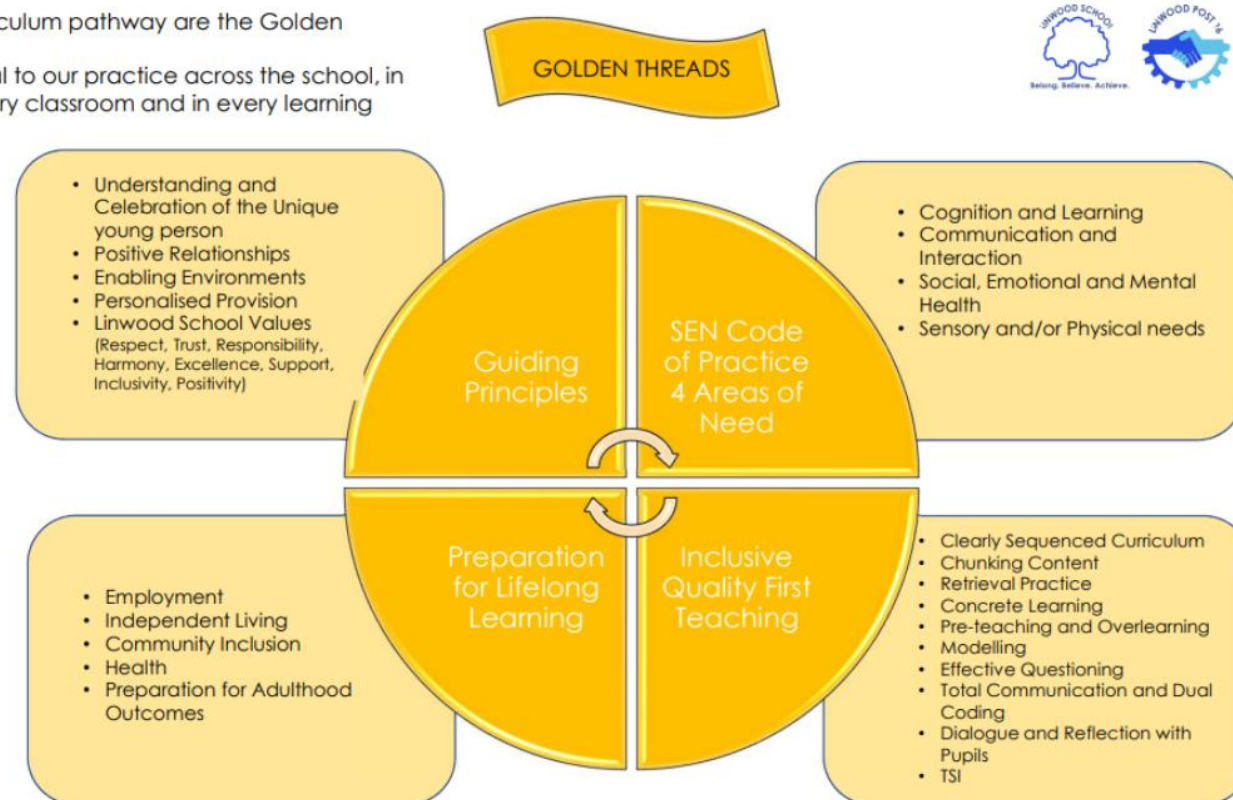 culum pathway are the Golden
al to our practice across the school, in
ry classroom and in every learning
GOLDEN THREADS
LINWOOD SCHOOL
Belong. Believe. Achieve.
LINWOOD POST 16
• Understanding and
Celebration of the Unique
young person
• Positive Relationships
• Enabling Environments
• Personalised Provision
• Linwood School Values
(Respect, Trust, Responsibility,
Harmony, Excellence, Support,
Inclusivity, Positivity)
Guiding
Principles
SEN Code
of Practice
4 Areas of
Need
• Cognition and Learning
• Communication and
Interaction
• Social, Emotional and Mental
Health
• Sensory and/or Physical needs
• Employment
• Independent Living
• Community Inclusion
• Health
• Preparation for Adulthood
Outcomes
Preparation
for Lifelong
Learning
Inclusive
Quality First
Teaching
• Clearly Sequenced Curriculum
• Chunking Content
• Retrieval Practice
• Concrete Learning
• Pre-teaching and Overlearning
• Modelling
• Effective Questioning
• Total Communication and Dual
Coding
• Dialogue and Reflection with
Pupils
• TSI